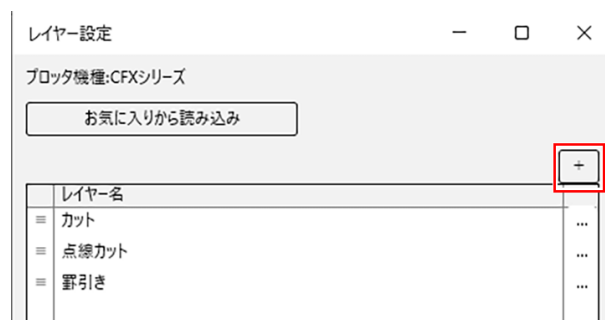 レイヤー設定
プロッタ機種:CFXシリーズ
お気に入りから読み込み
+
レイヤー名
カット
...
点線カット
...
罫引き
...